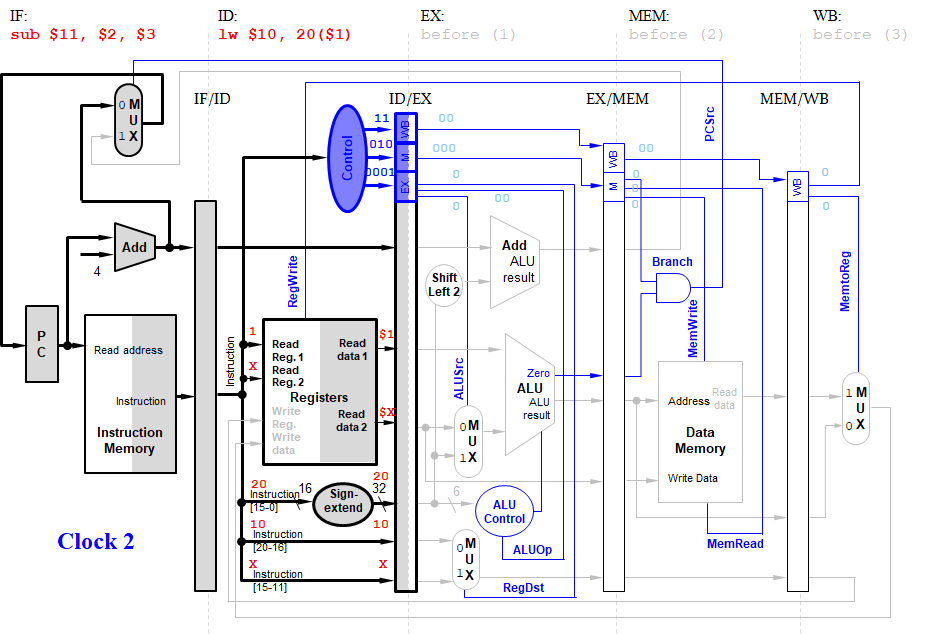 IF:
ID:
EX:
MEM:
WB:
sub $11, $2, $3
lw $10, 20($1)
before (1)
before (2)
before (3)
IF/ID
ID/EX
EX/MEM
MEM/WB
0 M
U
1 X
PCSrc
11
WB
00
Control
010
M
000
WB
00
0001
EX
0
M
0
0
WB
0
0
0
00
Add
4
Add
ALU
result
Shift
Left 2
Branch
RegWrite
MemtoReg
MemWrite
P
C
Read address
Instruction
Instruction
Memory
Instruction
1
Read
Reg. 1
X
Read
Reg. 2
Registers
Write
Reg.
Write
data
Read
data 1
$1
Read
data 2
$X
ALUSrc
Zero
ALU
ALU
result
0 M
U
1 X
Address
Read
data
Data
Memory
Write Data
1 M
U
0 X
20
Instruction
[15-0]
16
Sign-
extend
20
32
6
ALU
Control
10
Instruction
[20-16]
10
ALUOp
MemRead
X
Instruction
[15-11]
X
0 M
U
1 X
RegDst
Clock 2